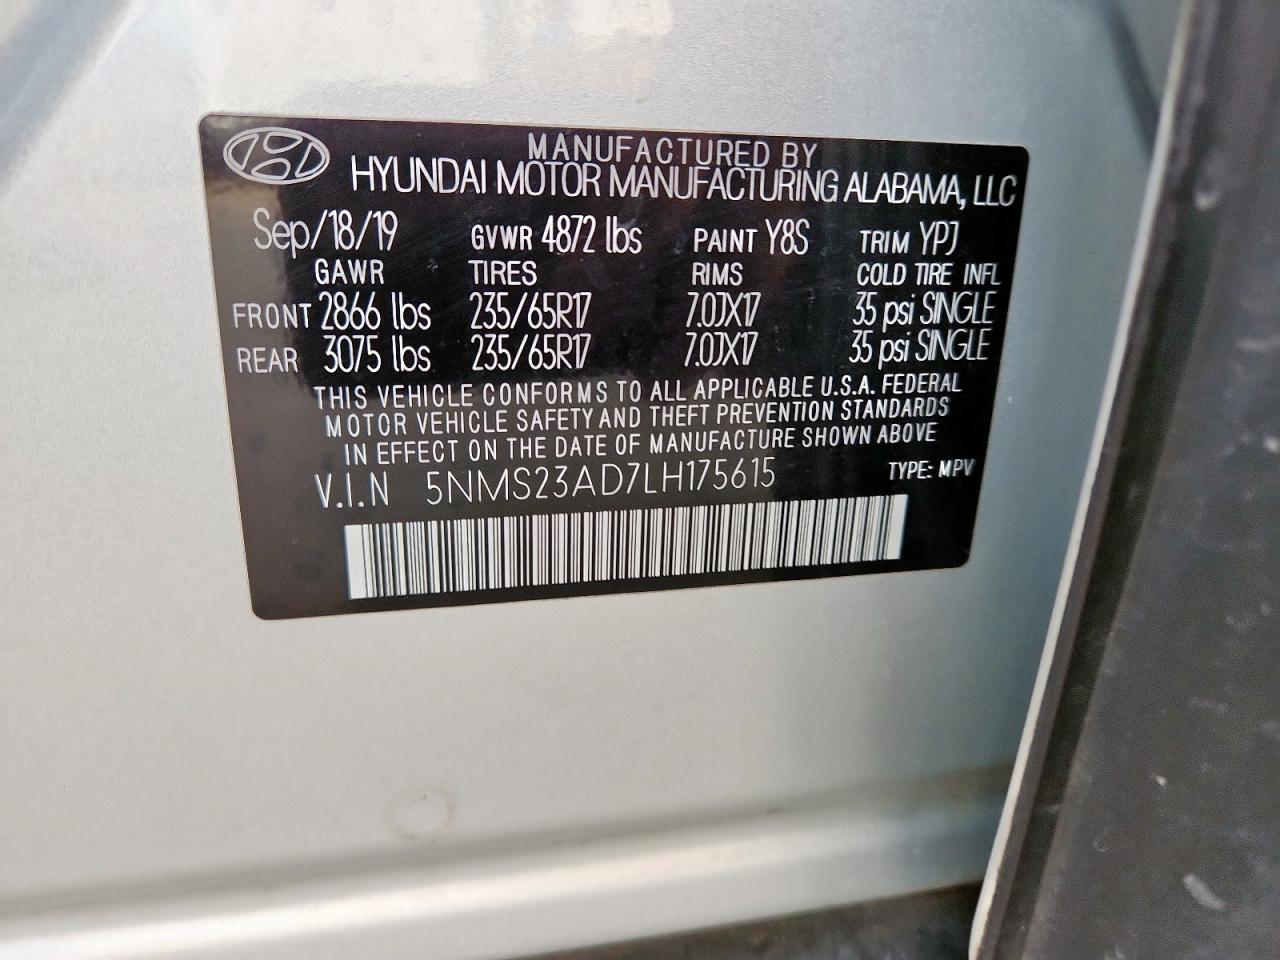 MANUFACTURED BY
HYUNDAI MOTOR MANUFACTURING ALABAMA, LLC
Sep/18/19 GVWR 4872 lbs PAINT Y8S TRIM YPJ
GAWR TIRES RIMS COLD TIRE INFL
FRONT 2866 lbs 235/65R17 7.0JX17 35 psi SINGLE
REAR 3075 lbs 235/65R17 7.0JX17 35 psi SINGLE
THIS VEHICLE CONFORMS TO ALL APPLICABLE U.S.A. FEDERAL
MOTOR VEHICLE SAFETY AND THEFT PREVENTION STANDARDS
IN EFFECT ON THE DATE OF MANUFACTURE SHOWN ABOVE
V.I.N 5NMS23AD7LH175615 TYPE: MPV